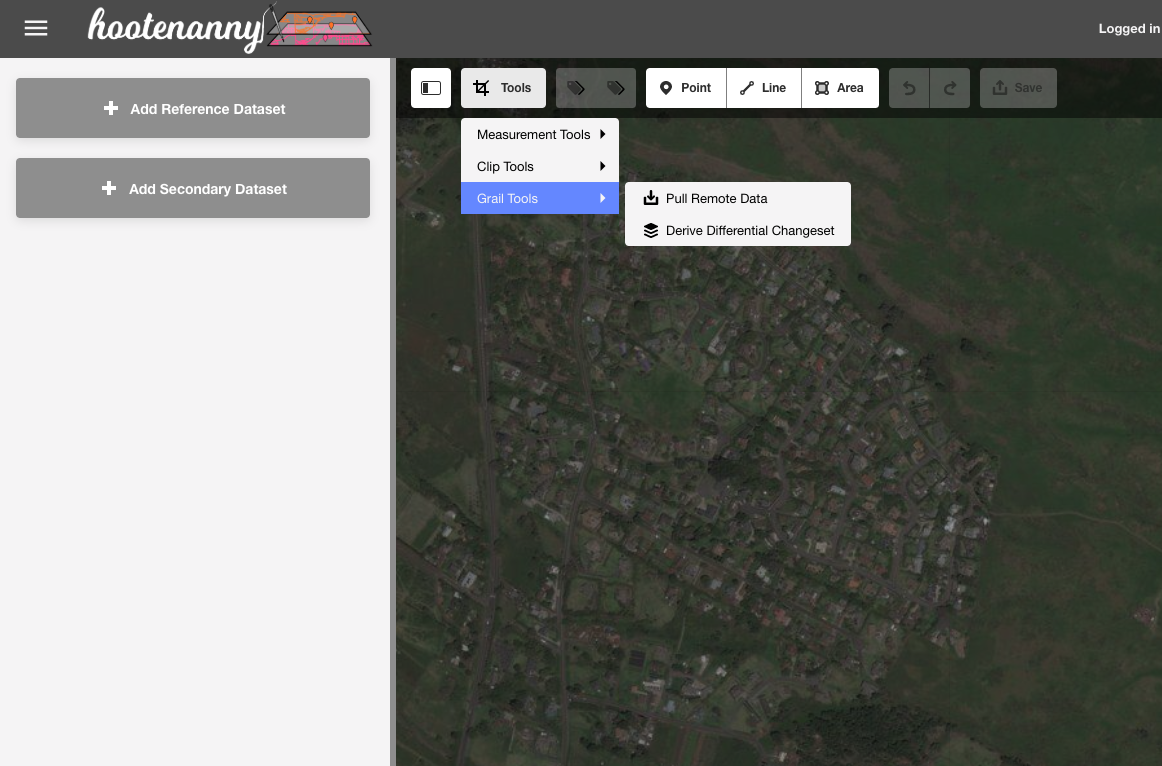 hootenanny
Logged in
Add Reference Dataset
Add Secondary Dataset
Tools
Point
Line
Area
Save
Measurement Tools
Clip Tools
Grail Tools
Pull Remote Data
Derive Differential Changeset